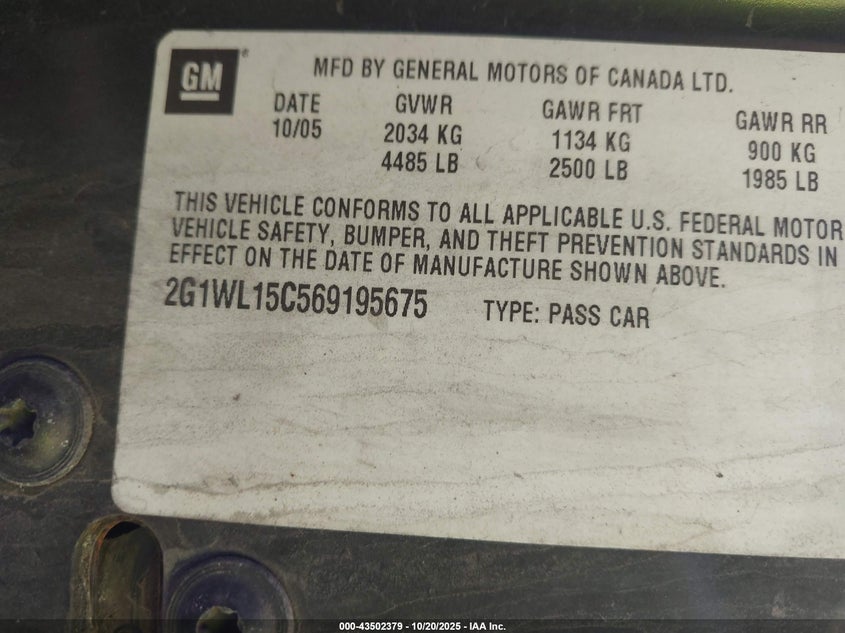 GM®
MFD BY GENERAL MOTORS OF CANADA LTD.
DATE GVWR GAWR FRT GAWR RR
10/05 2034 KG 1134 KG 900 KG
4485 LB 2500 LB 1985 LB
THIS VEHICLE CONFORMS TO ALL APPLICABLE U.S. FEDERAL MOTOR
VEHICLE SAFETY, BUMPER, AND THEFT PREVENTION STANDARDS IN
EFFECT ON THE DATE OF MANUFACTURE SHOWN ABOVE.
2G1WL15C569195675 TYPE: PASS CAR
000-43502379 - 10/20/2025 - IAA Inc.